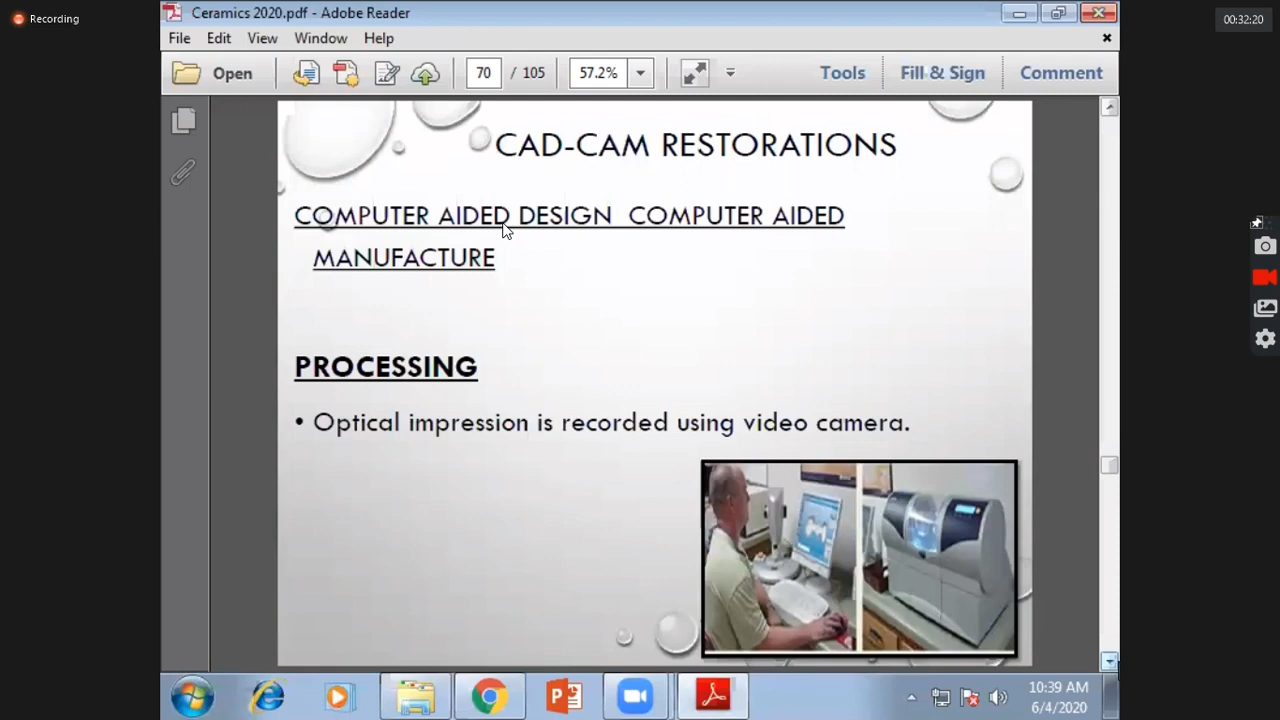 Recording
Ceramics 2020.pdf - Adobe Reader
00:32:20
File Edit View Window Help
Open 70 / 105 57.2% Tools Fill & Sign Comment
CAD-CAM RESTORATIONS
COMPUTER AIDED DESIGN COMPUTER AIDED
MANUFACTURE
PROCESSING
• Optical impression is recorded using video camera.
10:39 AM
6/4/2020